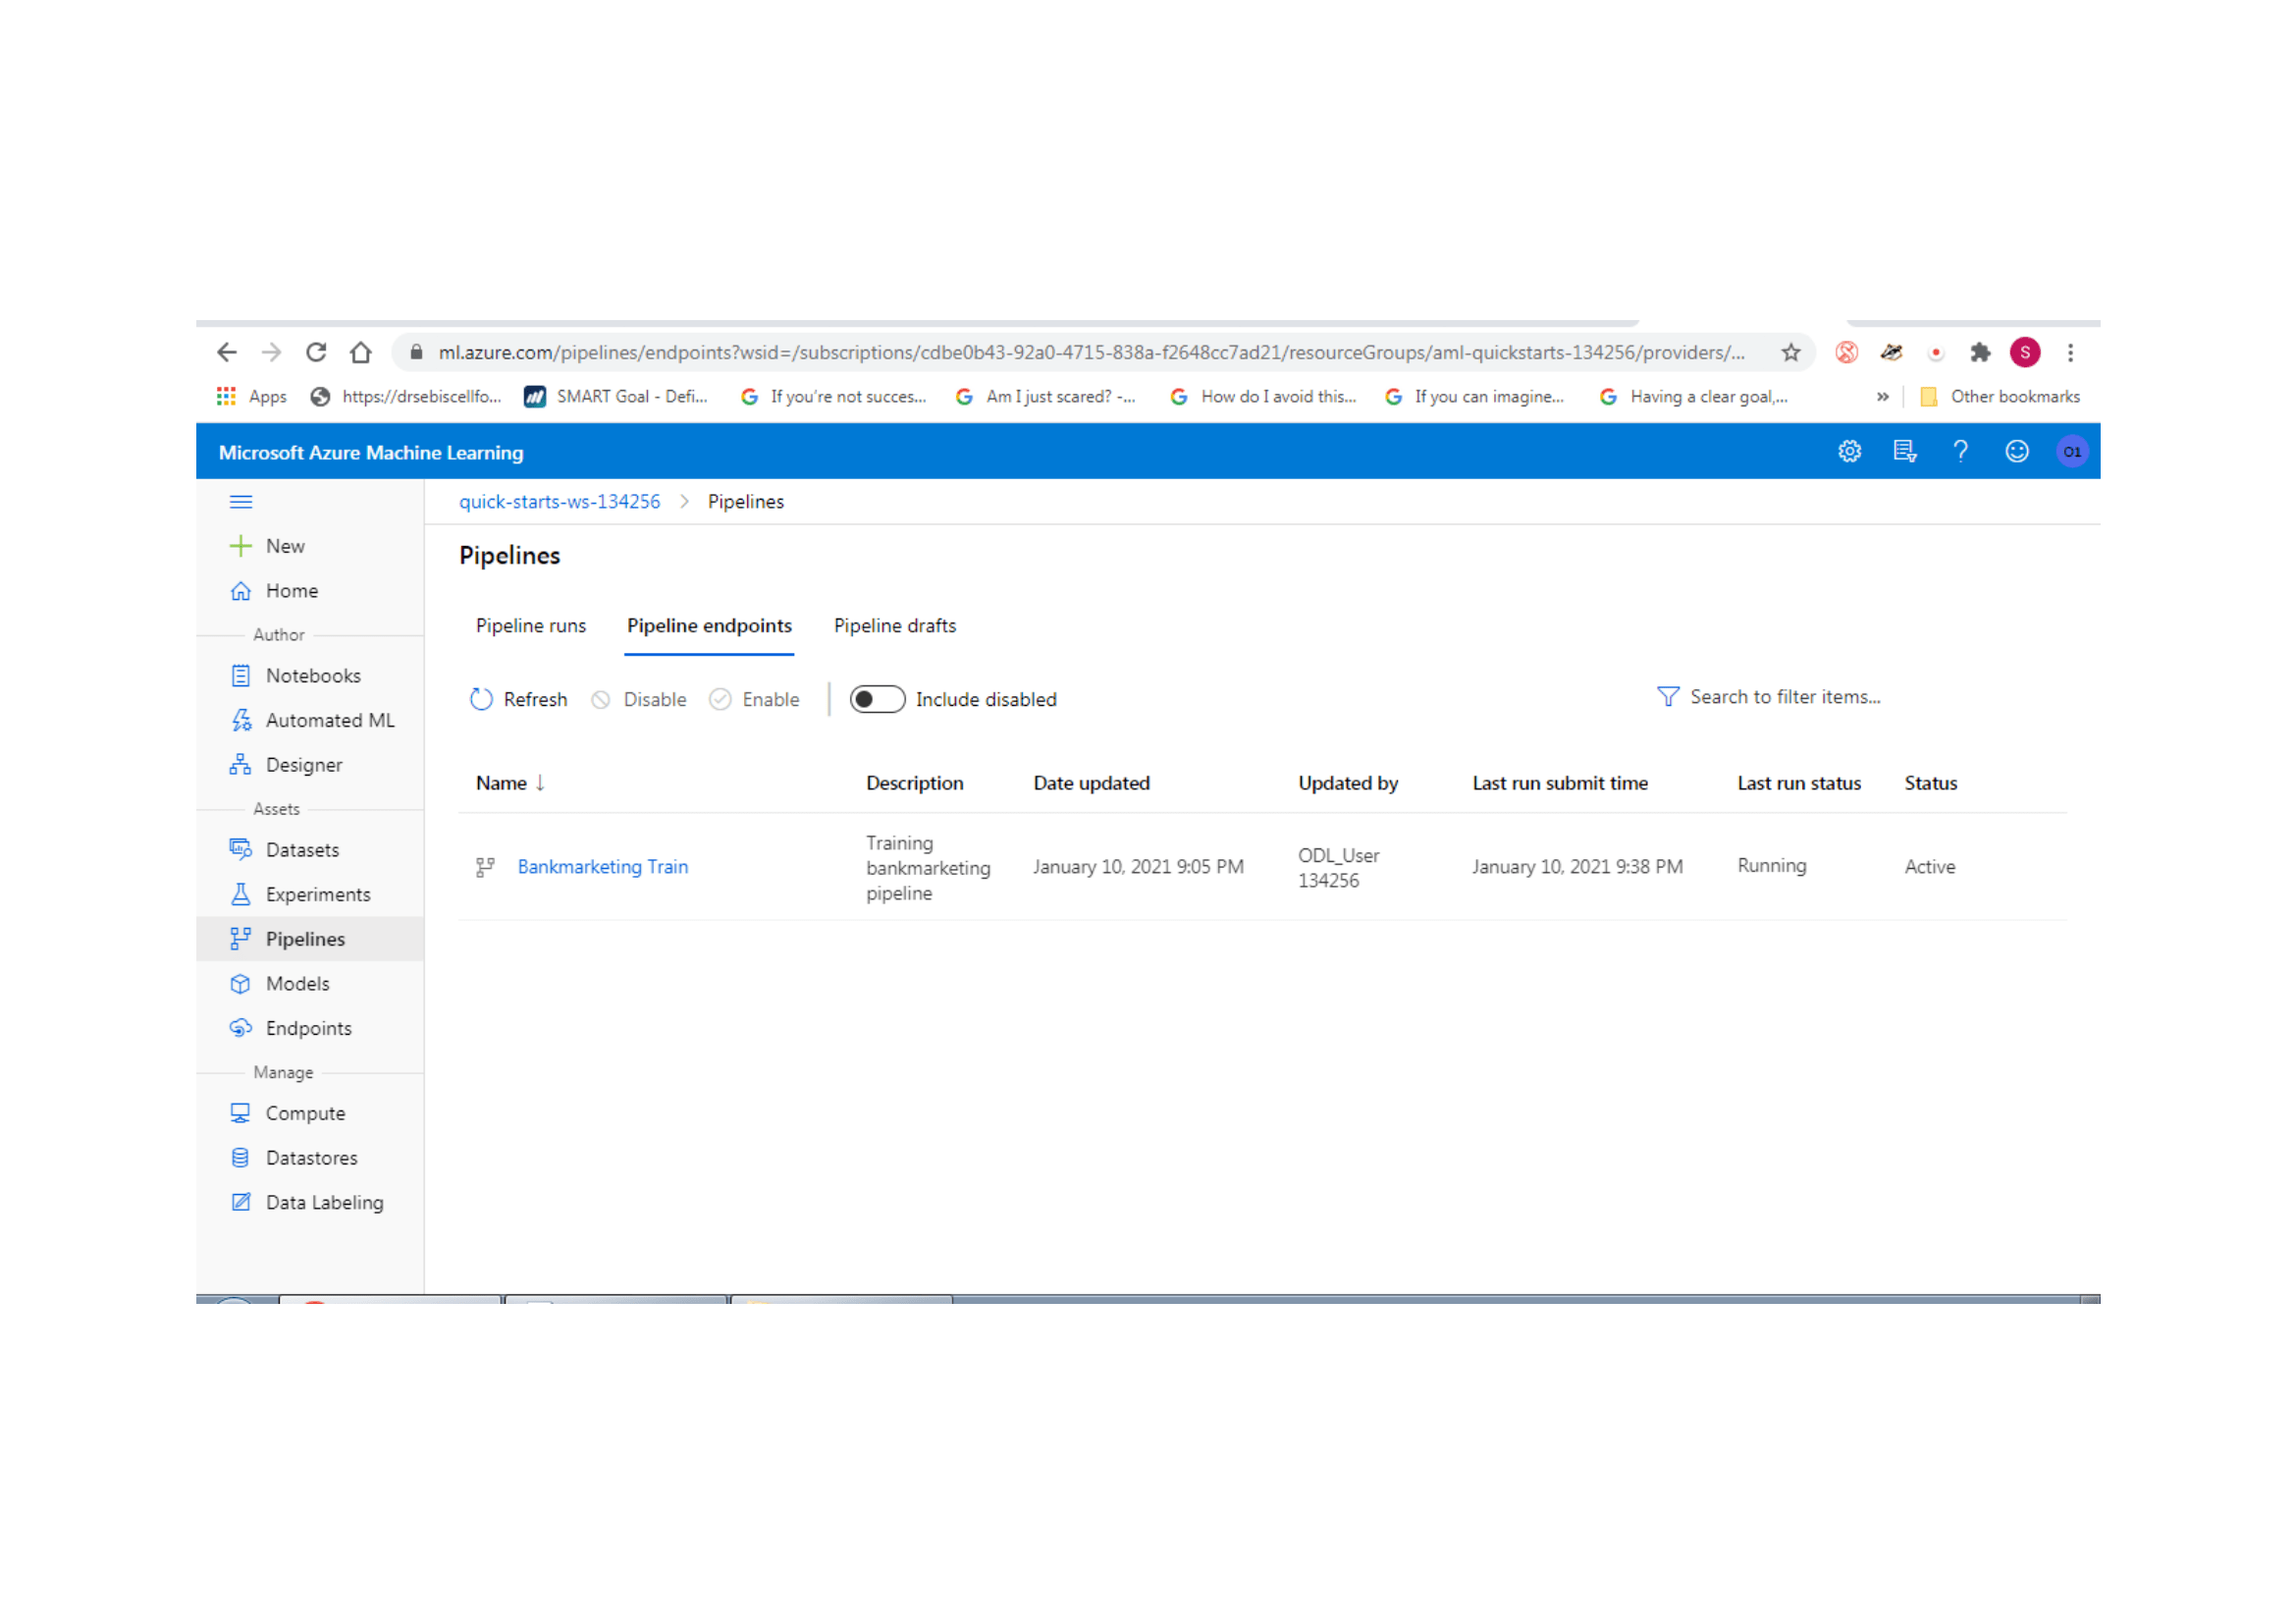 ml.azure.com/pipelines/endpoints?wsid=/subscriptions/cdbe0b43-92a0-4715-838a-f2648cc7ad21/resourceGroups/aml-quickstarts-134256/providers/...
S
Apps
https://drsebiscellfo...
SMART Goal - Defi...
If you're not succes...
Am I just scared? -...
How do I avoid this...
If you can imagine...
Having a clear goal,...
»
Other bookmarks
Microsoft Azure Machine Learning
?
O1
quick-starts-ws-134256 > Pipelines
New
Home
Author
Notebooks
Automated ML
Designer
Assets
Datasets
Experiments
Pipelines
Models
Endpoints
Manage
Compute
Datastores
Data Labeling
Pipelines
Pipeline runs
Pipeline endpoints
Pipeline drafts
Refresh
Disable
Enable
Include disabled
Search to filter items...
Name ↓
Description
Date updated
Updated by
Last run submit time
Last run status
Status
Bankmarketing Train
Training
bankmarketing
pipeline
January 10, 2021 9:05 PM
ODL_User
134256
January 10, 2021 9:38 PM
Running
Active